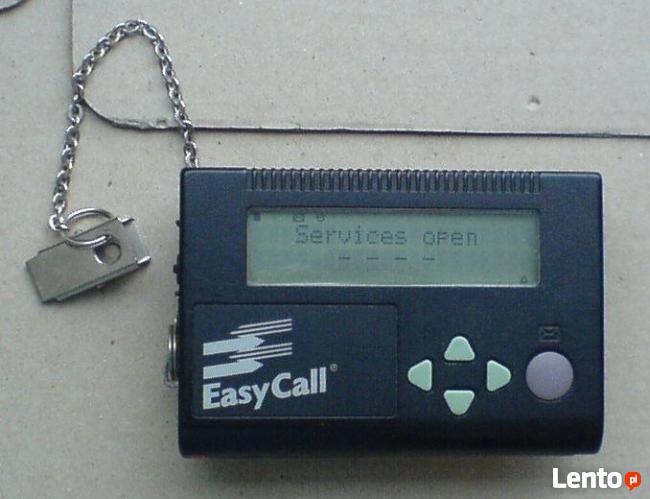 Services open
– – – –
EasyCall®
Lento pl